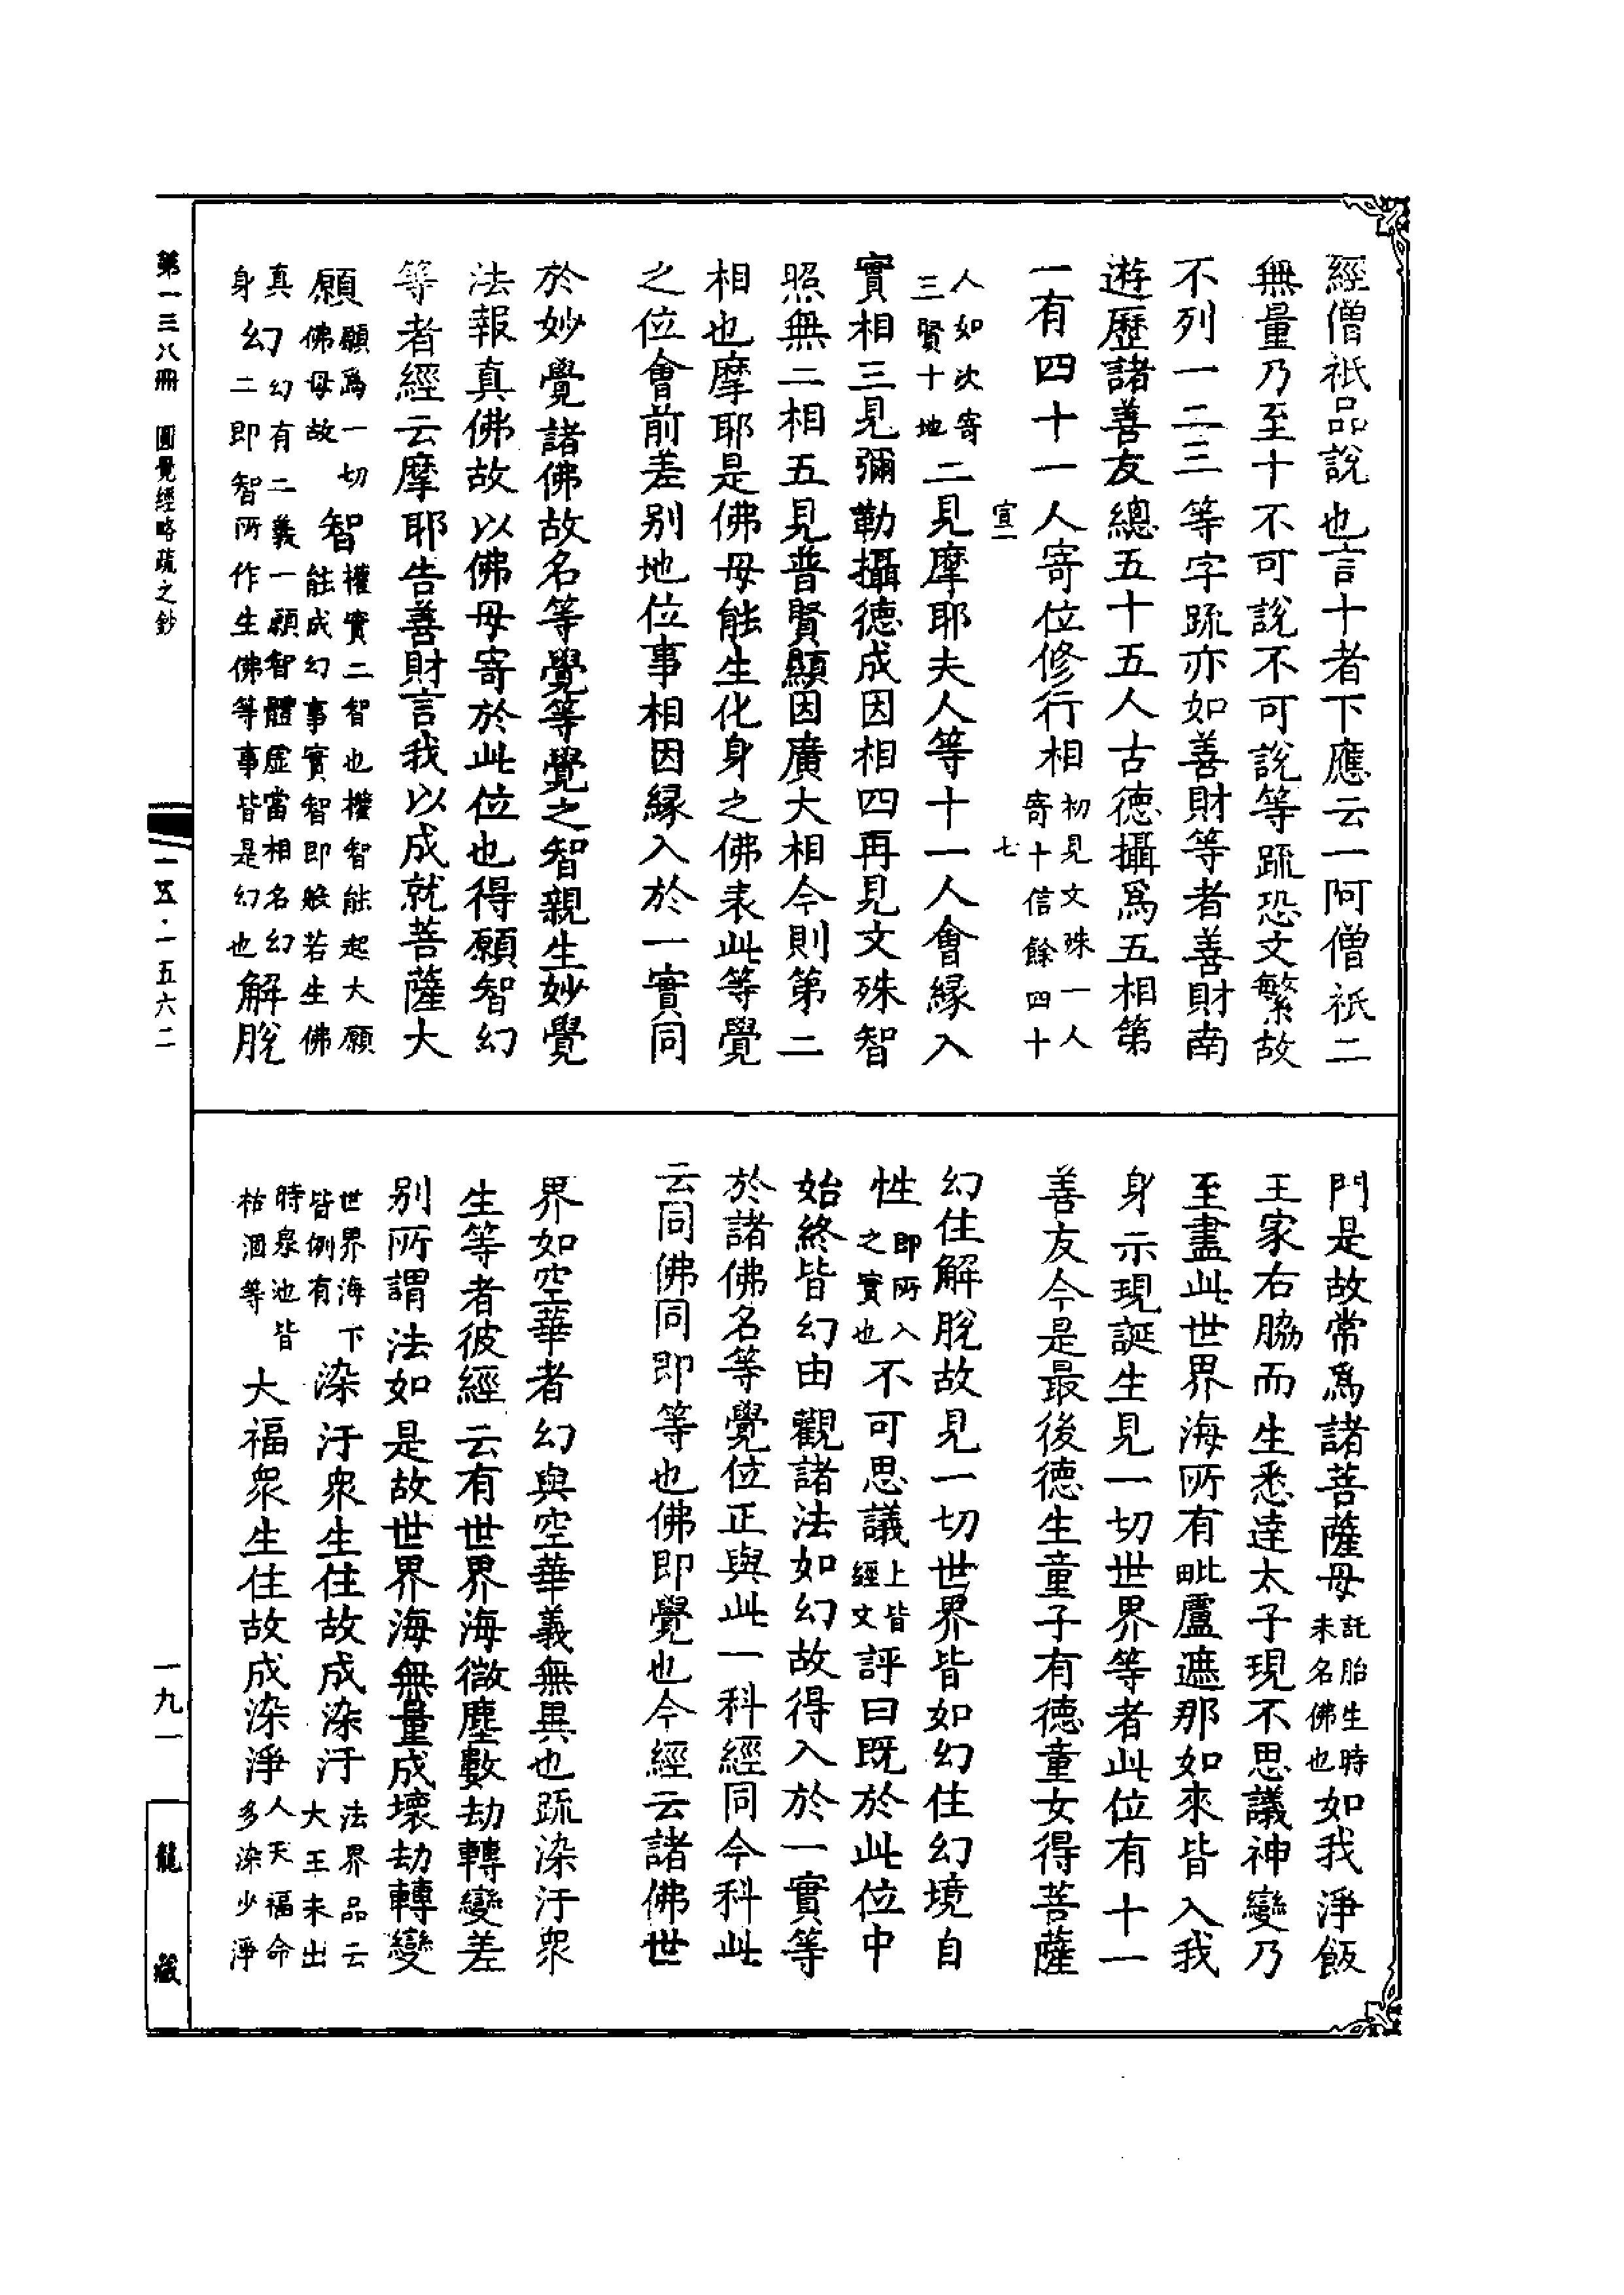 經僧祇品說也言十者下應云一阿僧祇二
無量乃至十不可說不可說等疏恐文繁故
不列一二三等字疏亦如善財等者善財南
遊歷諸善友總五十五人古德攝爲五相第
一有四十一人寄位修行相初見文殊一人寄十信餘四十
宣一
七
人如次寄三賢十地二見摩耶夫人等十一人會緣入
實相三見彌勒攝德成因相四再見文殊智
照無二相五見普賢顯因廣大相今則第二
相也摩耶是佛母能生化身之佛表此等覺
之位會前差别地位事相因緣入於一實同
於妙覺諸佛故名等覺等覺之智親生妙覺
法報真佛故以佛母寄於此位也得願智幻
等者經云摩耶告善財言我以成就菩薩大
願願爲一切佛母故智權實二智也權智能起大願能成幻事實智即般若生佛
真身幻幻有二義一願智體虛當相名幻二即智所作生佛等事皆是幻也解脫
門是故常爲諸菩薩母託胎生時未名佛也如我淨飯
王家右脇而生悉達太子現不思議神變乃
至盡此世界海所有毗盧遮那如來皆入我
身示現誕生見一切世界等者此位有十一
善友今是最後德生童子有德童女得菩薩
幻住解脫故見一切世界皆如幻住幻境自
性即所入之實也不可思議上皆經文評曰既於此位中
始終皆幻由觀諸法如幻故得入於一實等
於諸佛名等覺位正與此一科經同今科此
云同佛同即等也佛即覺也今經云諸佛世
界如空華者幻與空華義無異也疏染汙衆
生等者彼經云有世界海微塵數劫轉變差
别所謂法如是故世界海無量成壞劫轉變
世界海下皆例有染汙衆生住故成染汙法界品云大王未出
時泉池皆枯涸等大福衆生住故成染淨人天福命多染少淨
第一三八冊　圓覺經略疏之鈔
一五·一五六二
一九一
龍藏